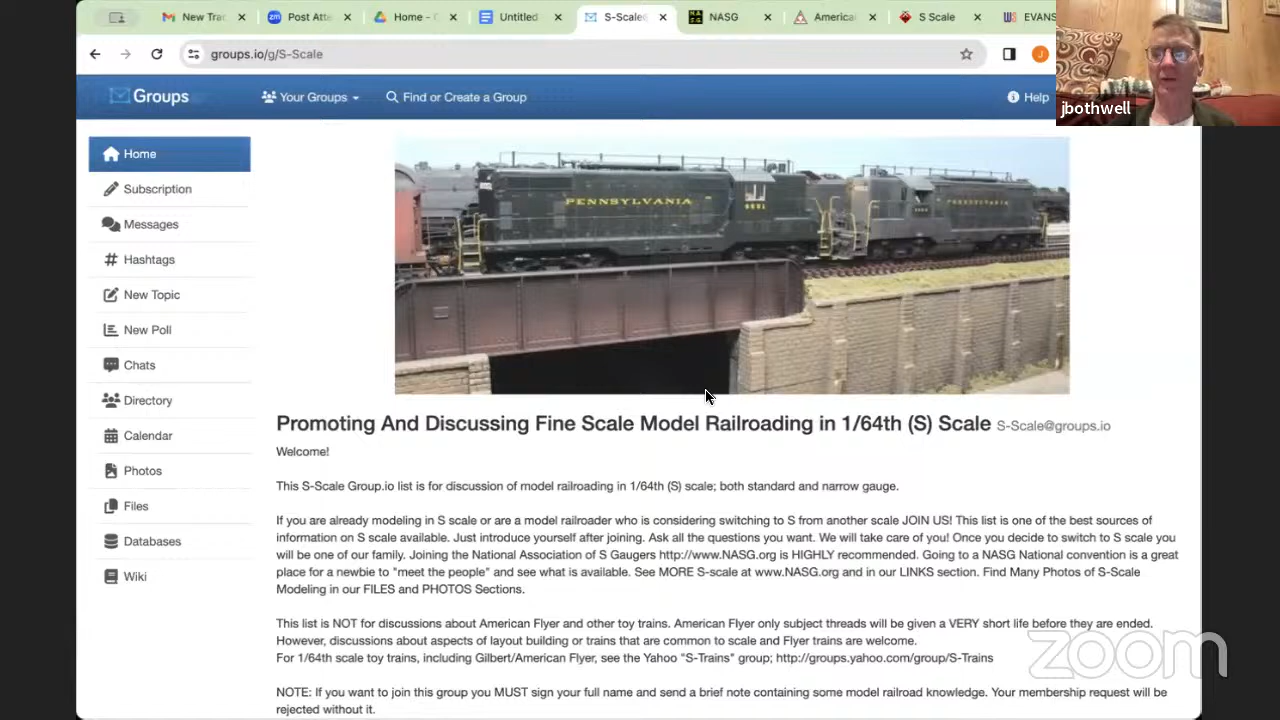 New Trac
Post Atte
Home -
Untitled
S-Scale@
NASG
America
S Scale
EVANS
groups.io/g/S-Scale
J
jbothwell
Groups
Your Groups
Find or Create a Group
Help
Home
Subscription
Messages
Hashtags
New Topic
New Poll
Chats
Directory
Calendar
Photos
Files
Databases
Wiki
PENNSYLVANIA
PENNSYLVANIA
Promoting And Discussing Fine Scale Model Railroading in 1/64th (S) Scale S-Scale@groups.io
Welcome!
This S-Scale Group.io list is for discussion of model railroading in 1/64th (S) scale; both standard and narrow gauge.
If you are already modeling in S scale or are a model railroader who is considering switching to S from another scale JOIN US! This list is one of the best sources of
information on S scale available. Just introduce yourself after joining. Ask all the questions you want. We will take care of you! Once you decide to switch to S scale you
will be one of our family. Joining the National Association of S Gaugers http://www.NASG.org is HIGHLY recommended. Going to a NASG National convention is a great
place for a newbie to "meet the people" and see what is available. See MORE S-scale at www.NASG.org and in our LINKS section. Find Many Photos of S-Scale
Modeling in our FILES and PHOTOS Sections.
This list is NOT for discussions about American Flyer and other toy trains. American Flyer only subject threads will be given a VERY short life before they are ended.
However, discussions about aspects of layout building or trains that are common to scale and Flyer trains are welcome.
For 1/64th scale toy trains, including Gilbert/American Flyer, see the Yahoo "S-Trains" group; http://groups.yahoo.com/group/S-Trains
zoom
NOTE: If you want to join this group you MUST sign your full name and send a brief note containing some model railroad knowledge. Your membership request will be
rejected without it.